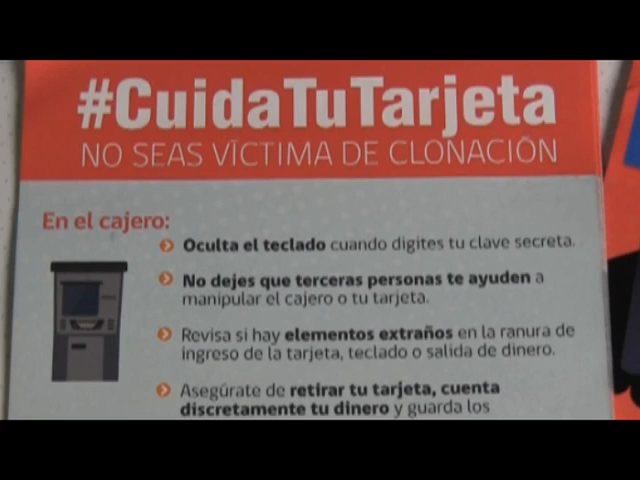 #CuidaTuTarjeta
NO SEAS VÍCTIMA DE CLONACIÓN
En el cajero:
Oculta el teclado cuando digites tu clave secreta.
No dejes que terceras personas te ayuden a
manipular el cajero o tu tarjeta.
Revisa si hay elementos extraños en la ranura de
ingreso de la tarjeta, teclado o salida de dinero.
Asegúrate de retirar tu tarjeta, cuenta
discretamente tu dinero y guarda los